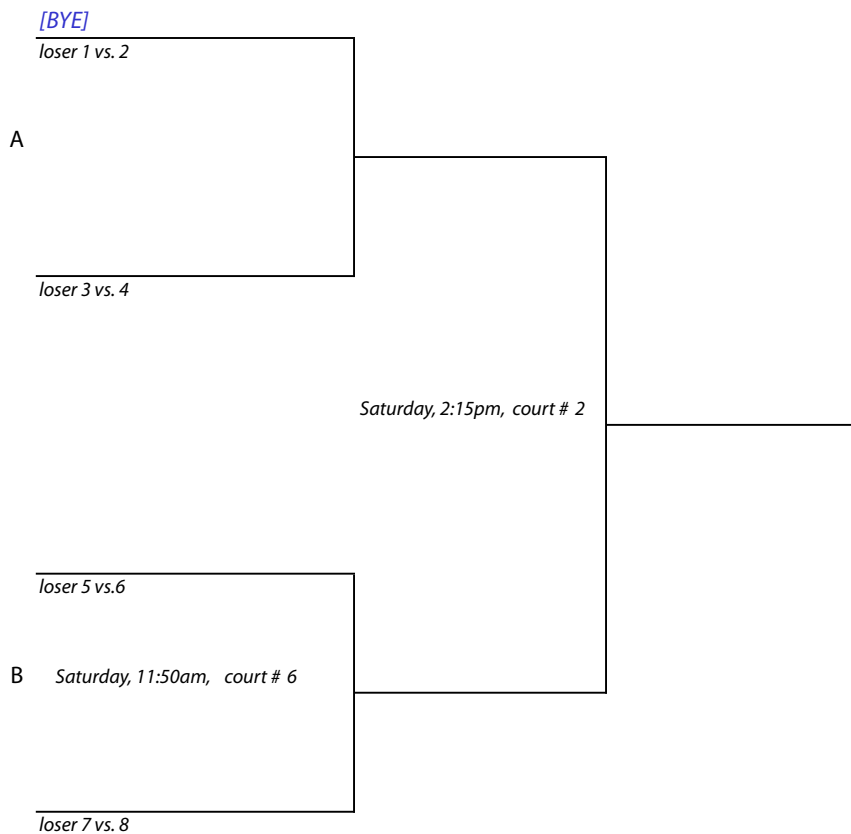 [BYE]
loser 1 vs. 2
A
loser 3 vs. 4
Saturday, 2:15pm, court # 2
loser 5 vs.6
B Saturday, 11:50am, court # 6
loser 7 vs. 8